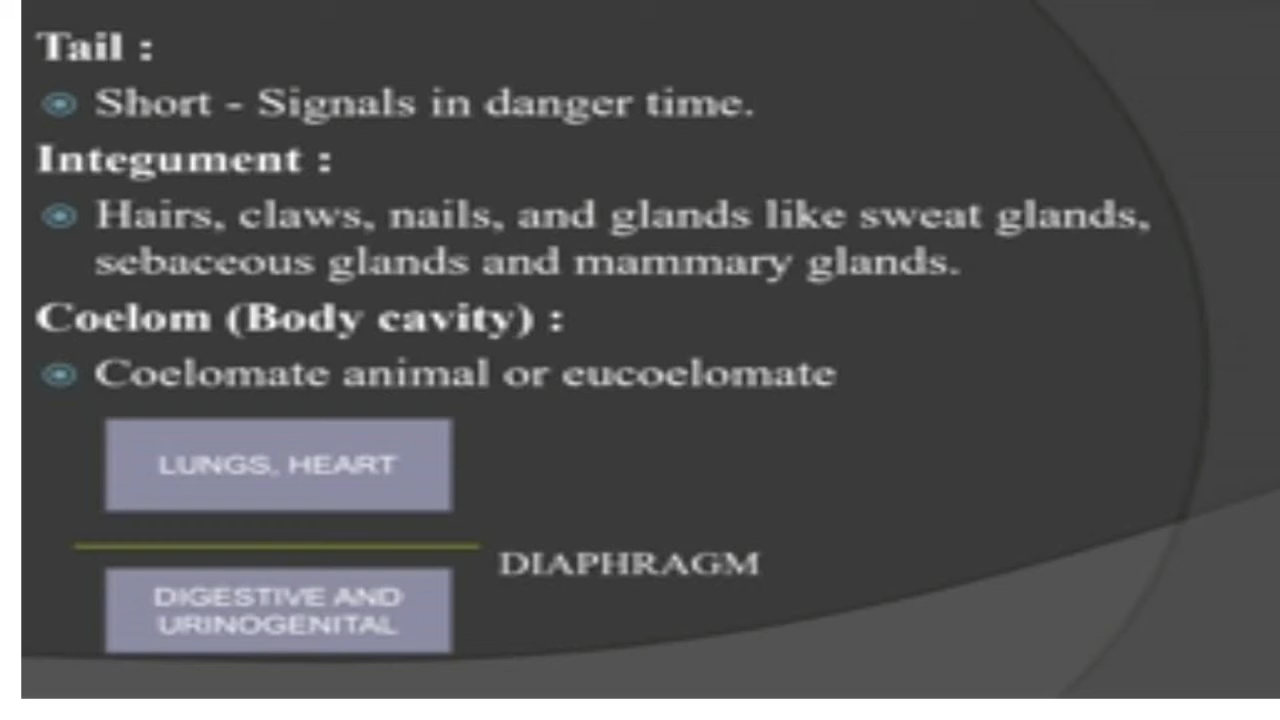 Tail :
Short - Signals in danger time.
Integument :
Hairs, claws, nails, and glands like sweat glands,
sebaceous glands and mammary glands.
Coelom (Body cavity) :
Coelomate animal or eucoelomate
LUNGS, HEART
DIAPHRAGM
DIGESTIVE AND
URINOGENITAL